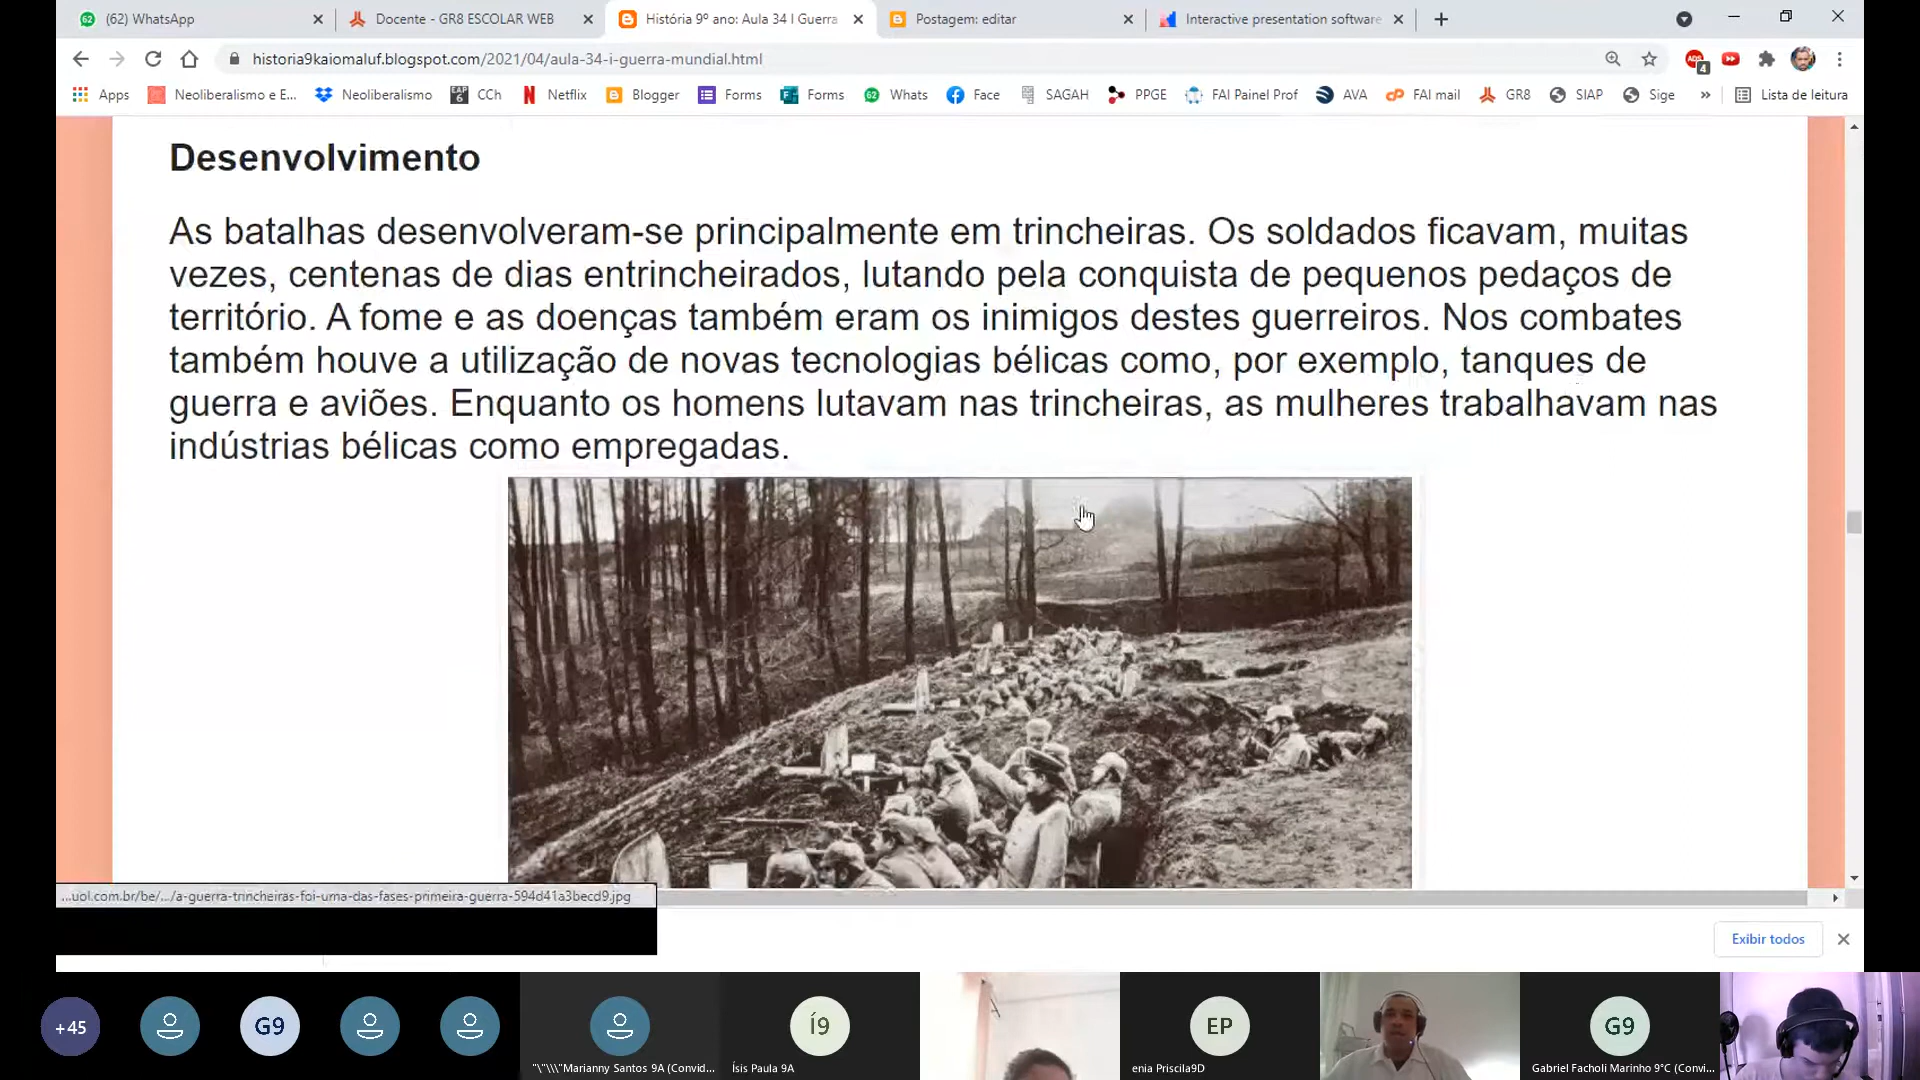 (62) WhatsApp
Docente - GR8 ESCOLAR WEB
História 9º ano: Aula 34 I Guerra
Postagem: editar
Interactive presentation software
historia9kaiomaluf.blogspot.com/2021/04/aula-34-i-guerra-mundial.html
4
Apps Neoliberalismo e E... Neoliberalismo CCh Netflix Blogger Forms Forms Whats Face SAGAH PPGE FAI Painel Prof AVA FAI mail GR8 SIAP Sige » Lista de leitura
Desenvolvimento
As batalhas desenvolveram-se principalmente em trincheiras. Os soldados ficavam, muitas
vezes, centenas de dias entrincheirados, lutando pela conquista de pequenos pedaços de
território. A fome e as doenças também eram os inimigos destes guerreiros. Nos combates
também houve a utilização de novas tecnologias bélicas como, por exemplo, tanques de
guerra e aviões. Enquanto os homens lutavam nas trincheiras, as mulheres trabalhavam nas
indústrias bélicas como empregadas.
...uol.com.br/be/.../a-guerra-trincheiras-foi-uma-das-fases-primeira-guerra-594d41a3becd9.jpg
Exibir todos
+45
G9
Í9
EP
G9
"\"\\\"Marianny Santos 9A (Convid...
Ísis Paula 9A
enia Priscila9D
Gabriel Facholi Marinho 9°C (Convi...